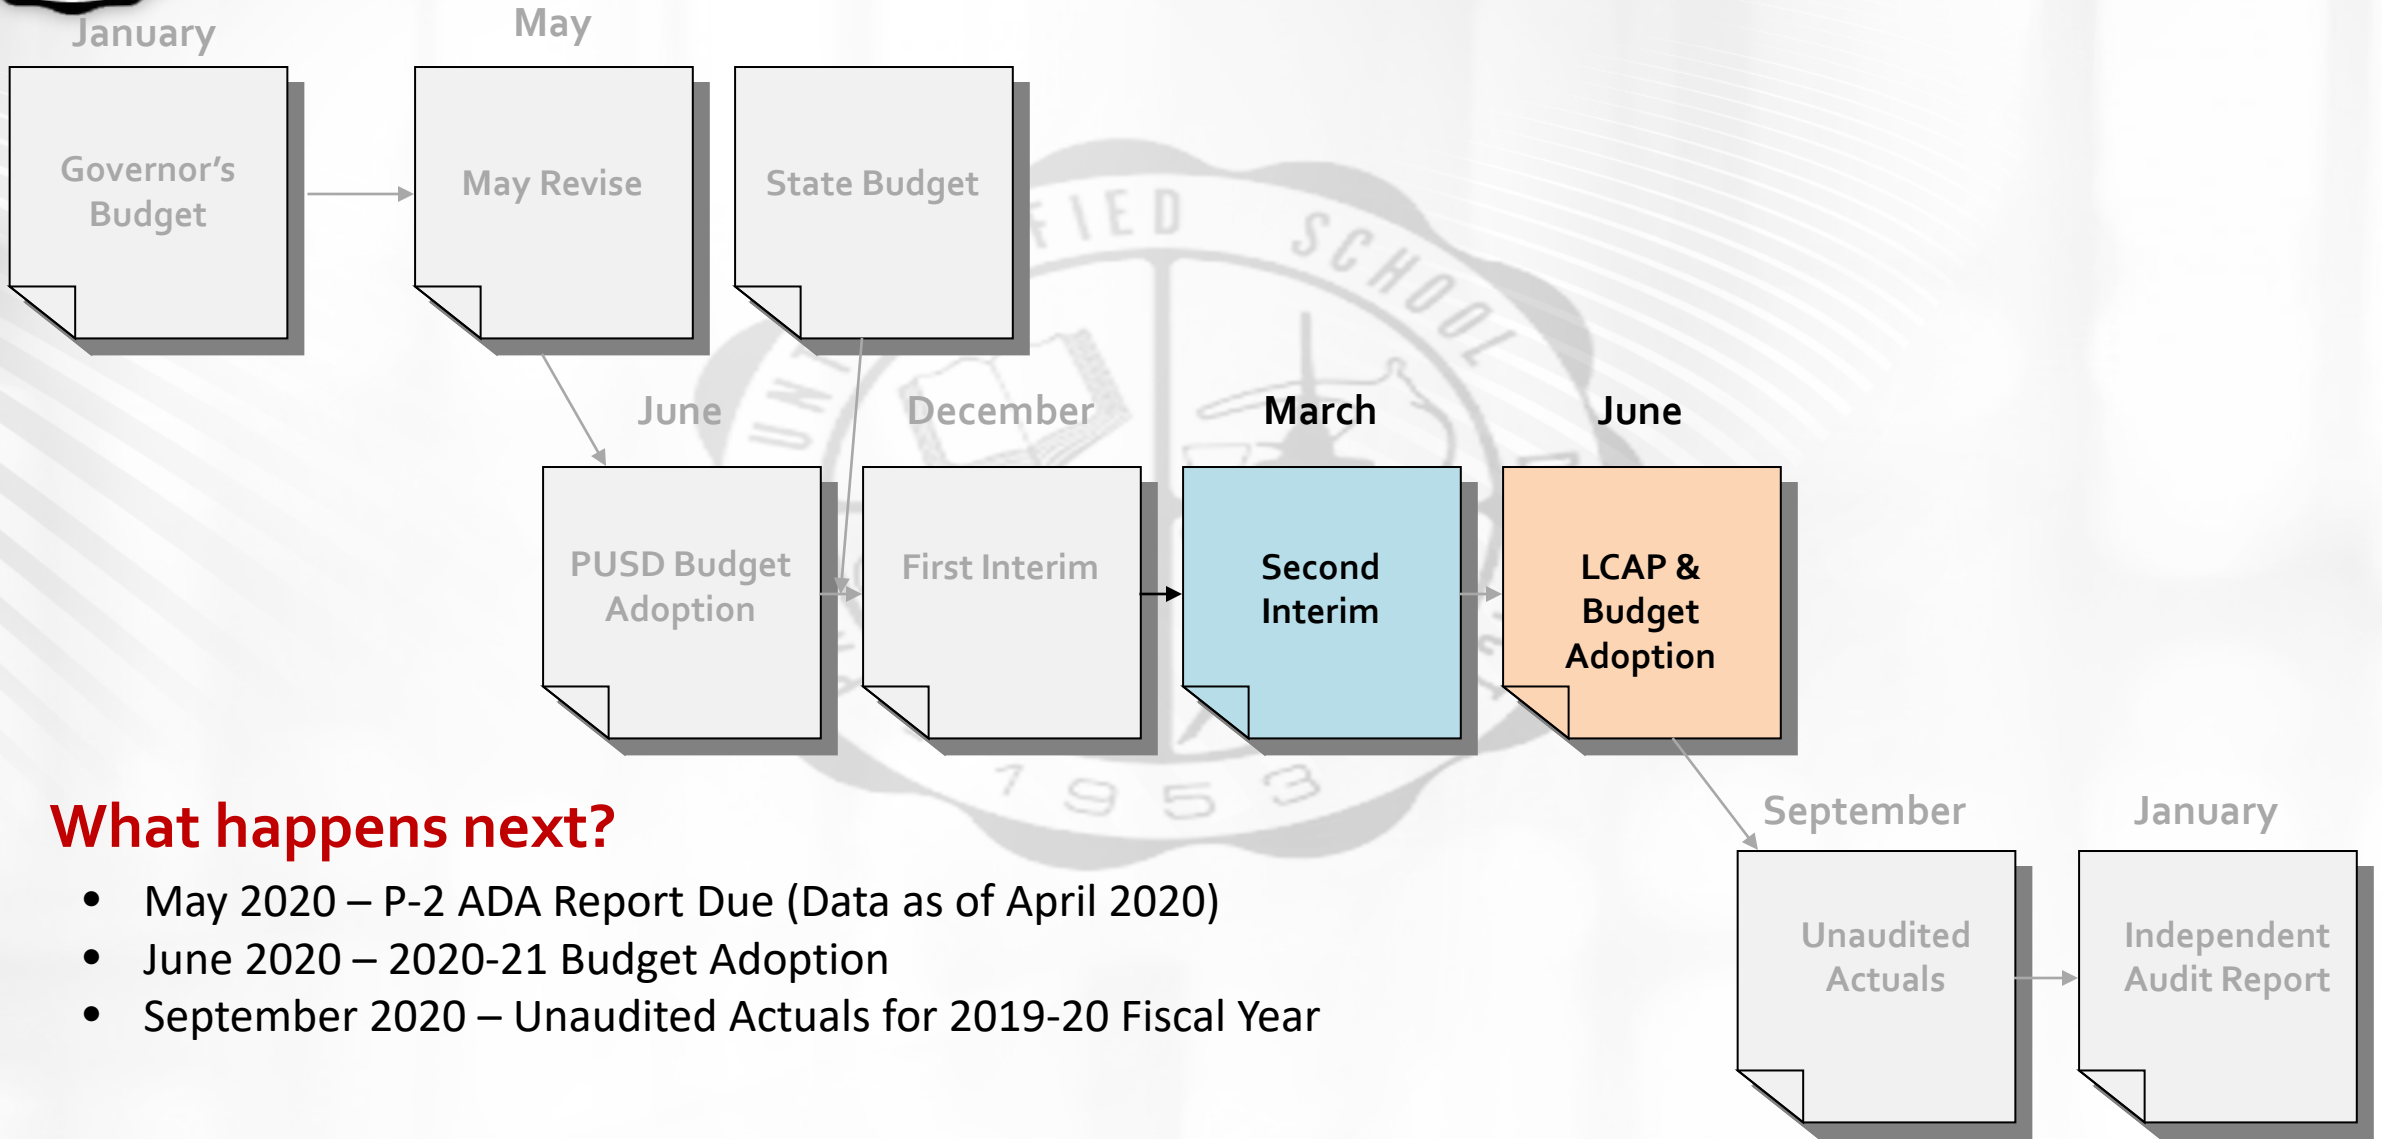 January
May
Governor’s
Budget
May Revise
State Budget
UNIFIED SCHOOL
June
December
March
June
PUSD Budget
Adoption
First Interim
Second
Interim
LCAP &
Budget
Adoption
1953
What happens next?
• May 2020 – P-2 ADA Report Due (Data as of April 2020)
• June 2020 – 2020-21 Budget Adoption
• September 2020 – Unaudited Actuals for 2019-20 Fiscal Year
September
January
Unaudited
Actuals
Independent
Audit Report